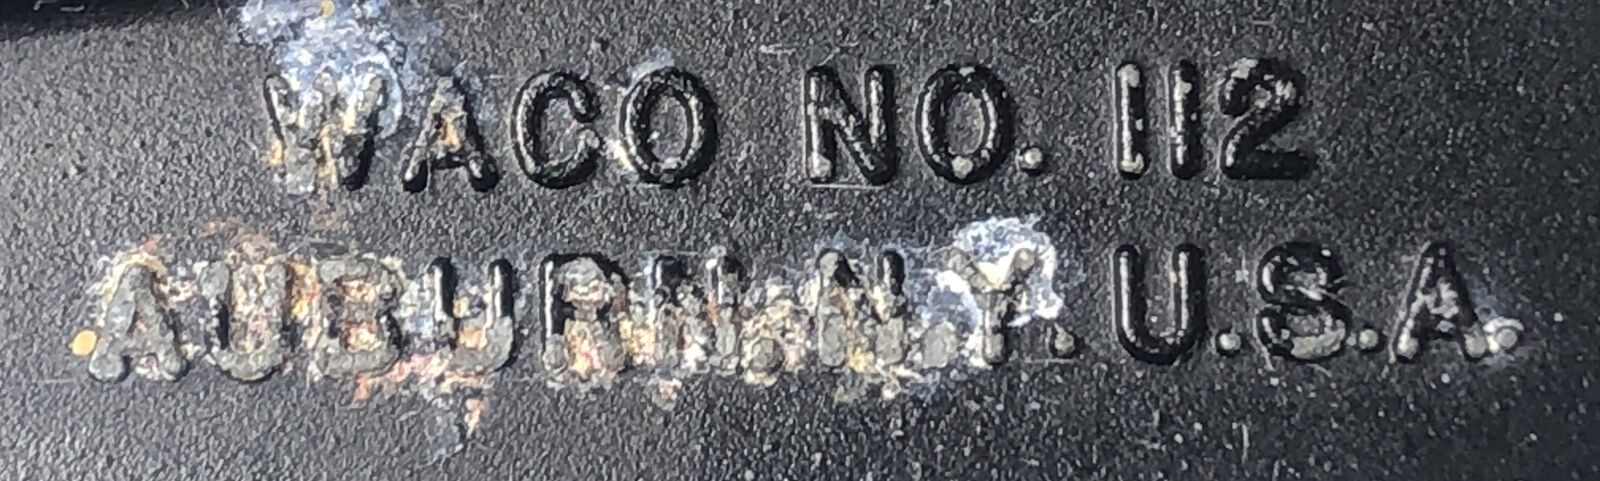 WACO NO. 112
AUBURN, N.Y. U.S.A.